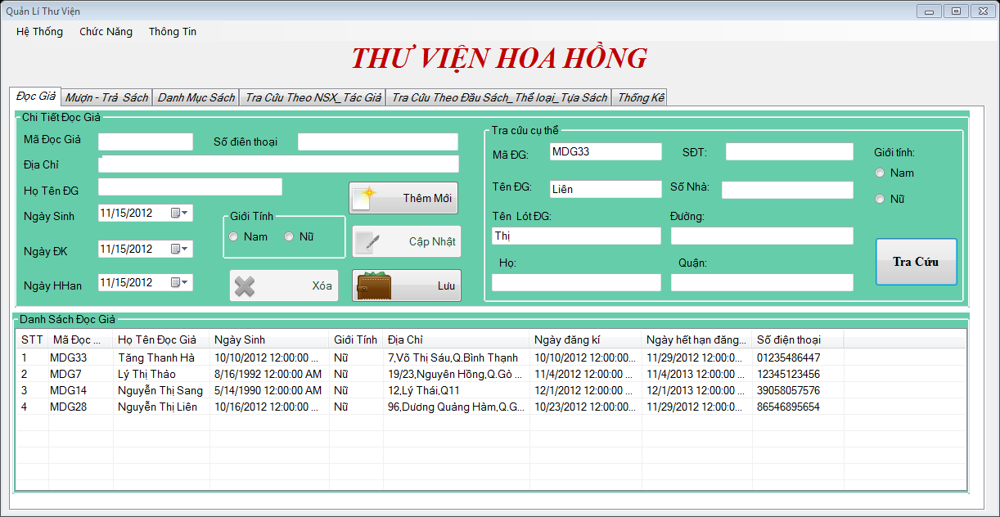 Quản Lí Thư Viện
Hệ Thống Chức Năng Thông Tin
THƯ VIỆN HOA HỒNG
Đọc Giả Mượn - Trả Sách Danh Mục Sách Tra Cứu Theo NSX_Tác Giả Tra Cứu Theo Đầu Sách_Thể loại_Tựa Sách Thống Kê
Chi Tiết Đọc Giả
Mã Đọc Giả Số điện thoại
Địa Chỉ
Họ Tên ĐG
Thêm Mới
Ngày Sinh 11/15/2012
Giới Tính
Nam Nữ
Cập Nhật
Ngày ĐK 11/15/2012
Ngày HHan 11/15/2012
Xóa Lưu
Tra cứu cụ thể
Mã ĐG: MDG33 SĐT: Giới tính:
Nam
Tên ĐG: Liên Số Nhà:
Nữ
Tên Lót ĐG: Đường:
Thị
Họ: Quận:
Tra Cứu
Danh Sách Đọc Giả
STT Mã Đọc ... Họ Tên Đọc Giả Ngày Sinh Giới Tính Địa Chỉ Ngày đăng kí Ngày hết hạn đăng... Số điện thoại
1 MDG33 Tăng Thanh Hà 10/10/2012 12:00:00 ... Nữ 7,Võ Thị Sáu,Q.Bình Thạnh 10/10/2012 12:00:00... 11/29/2012 12:00:0... 01235486447
2 MDG7 Lý Thị Thảo 8/16/1992 12:00:00 AM Nữ 19/23,Nguyên Hồng,Q.Gò ... 11/4/2012 12:00:00 ... 11/4/2013 12:00:00 ... 12345123456
3 MDG14 Nguyễn Thị Sang 5/14/1990 12:00:00 AM Nữ 12,Lý Thái,Q11 12/1/2012 12:00:00 ... 12/1/2013 12:00:00 ... 39058057576
4 MDG28 Nguyễn Thị Liên 10/16/2012 12:00:00 ... Nữ 96,Dương Quảng Hàm,Q.G... 10/23/2012 12:00:00... 11/29/2012 12:00:0... 86546895654